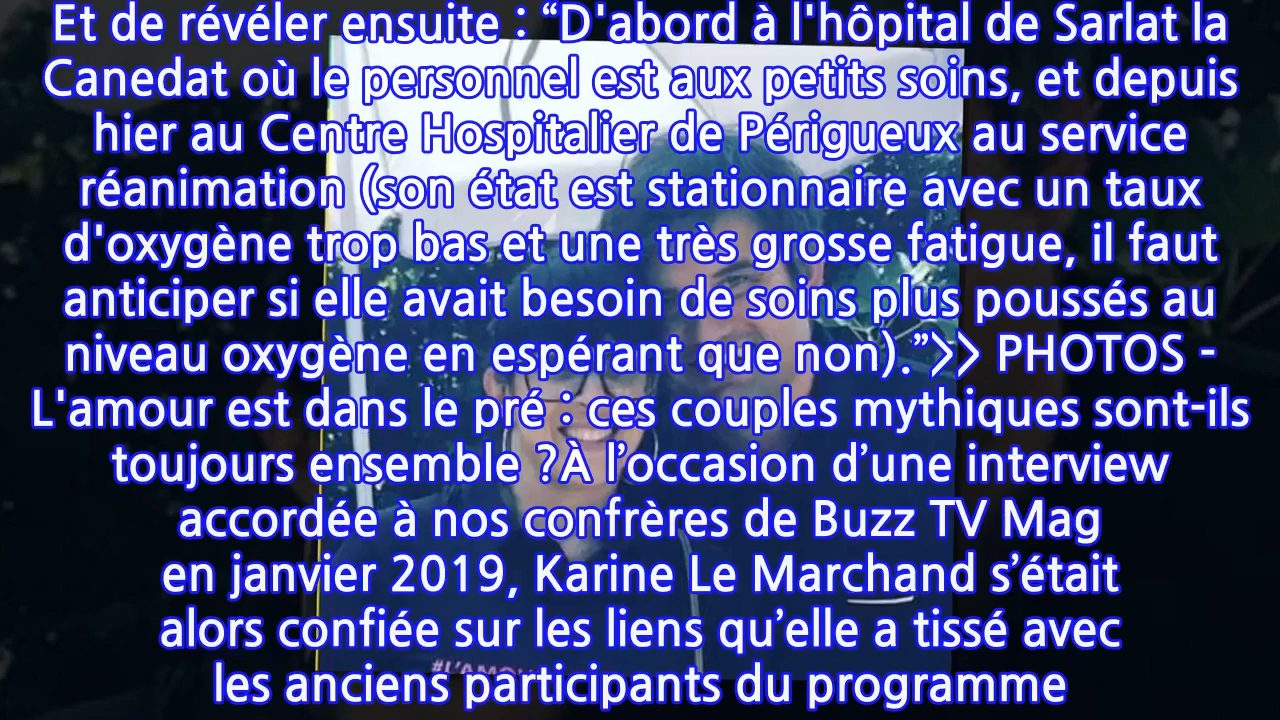 Et de révéler ensuite : “D'abord à l'hôpital de Sarlat la
Canedat où le personnel est aux petits soins, et depuis
hier au Centre Hospitalier de Périgueux au service
réanimation (son état est stationnaire avec un taux
d'oxygène trop bas et une très grosse fatigue, il faut
anticiper si elle avait besoin de soins plus poussés au
niveau oxygène en espérant que non).”>> PHOTOS -
L'amour est dans le pré : ces couples mythiques sont-ils
toujours ensemble ?À l’occasion d’une interview
accordée à nos confrères de Buzz TV Mag
en janvier 2019, Karine Le Marchand s’était
alors confiée sur les liens qu’elle a tissé avec
les anciens participants du programme